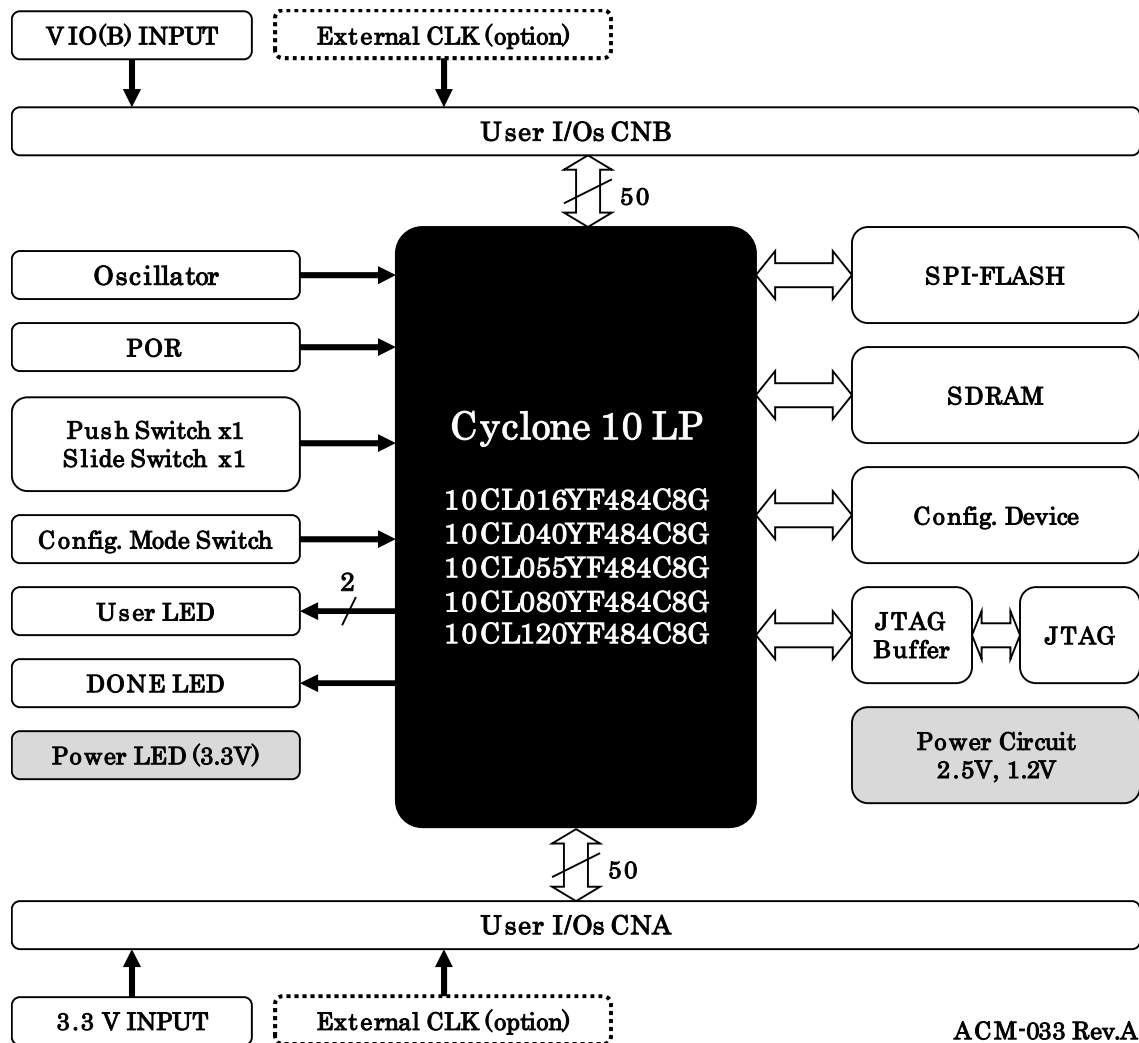 VIO(B) INPUT
External CLK (option)
User I/Os CNB
50
Oscillator
POR
Push Switch x1
Slide Switch x1
Config. Mode Switch
2
User LED
DONE LED
Power LED (3.3V)
Cyclone 10 LP
10CL016YF484C8G
10CL040YF484C8G
10CL055YF484C8G
10CL080YF484C8G
10CL120YF484C8G
SPI-FLASH
SDRAM
Config. Device
JTAG
Buffer
JTAG
Power Circuit
2.5V, 1.2V
50
User I/Os CNA
3.3 V INPUT
External CLK (option)
ACM-033 Rev.A